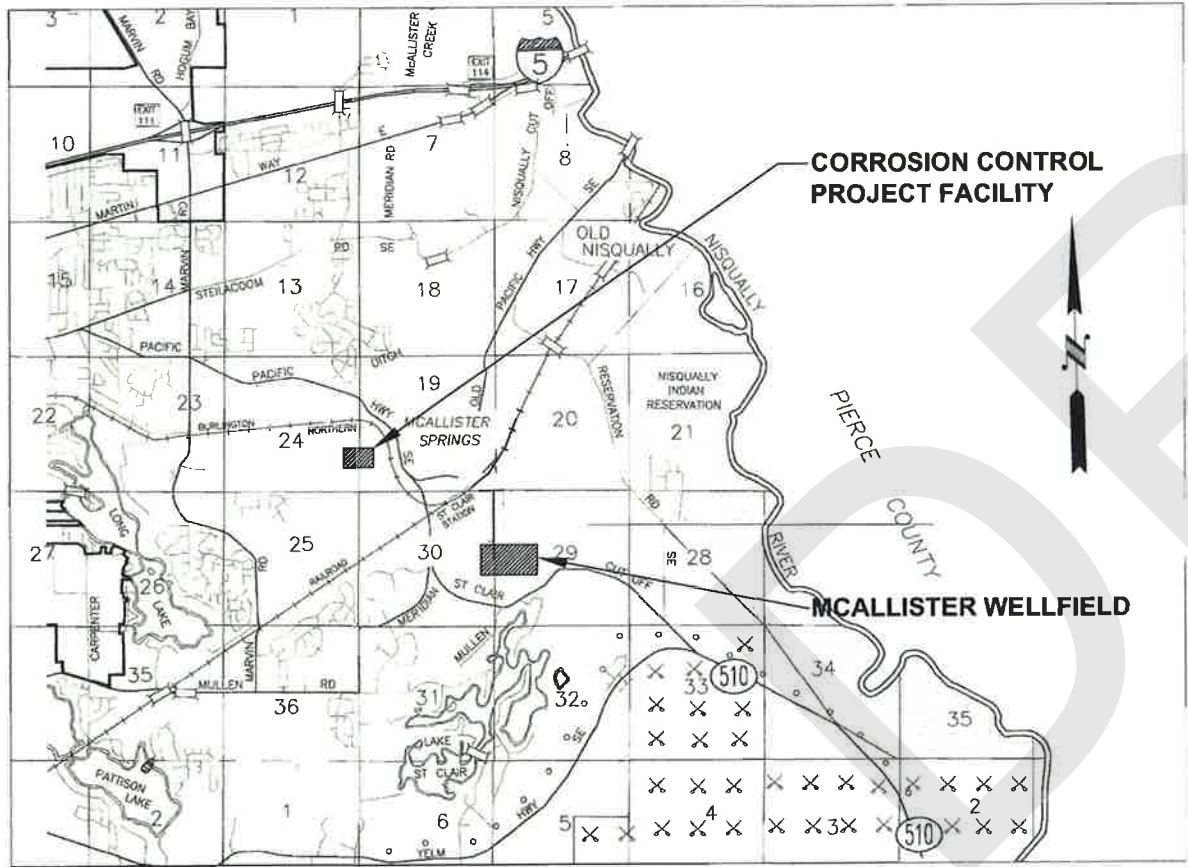 3
2
1
5
MARVIN RD
HOGUM BAY
McALLISTER CREEK
EXIT 114
5
EXIT 111
10
11
12
7
8
MARTIN WAY E
MERIDIAN RD
NISQUALLY CUT OFF
SE
CORROSION CONTROL
PROJECT FACILITY
15
14
MARVIN RD
13
STEILACOOM RD SE
18
PACIFIC HWY
OLD
NISQUALLY
17
16
NISQUALLY
N
PACIFIC
PACIFIC HWY SE
DITCH
19
OLD
20
RESERVATION RD SE
NISQUALLY
INDIAN
RESERVATION
21
PIERCE
COUNTY
22
23
24
BURLINGTON NORTHERN
MCALLISTER
SPRINGS
ST CLAIR
STATION
27
LONG
LAKE
26
25
RAILROAD
RD
30
29
28
RIVER
MERIDIAN
ST CLAIR
CUT OFF
MCALLISTER WELLFIELD
CARPENTER
35
MARVIN
MULLEN RD
36
MULLEN
31
32
33
510
34
35
LAKE
ST CLAIR
PATTISON
LAKE
2
1
6
YELM HWY SE
5
4
3
2
510